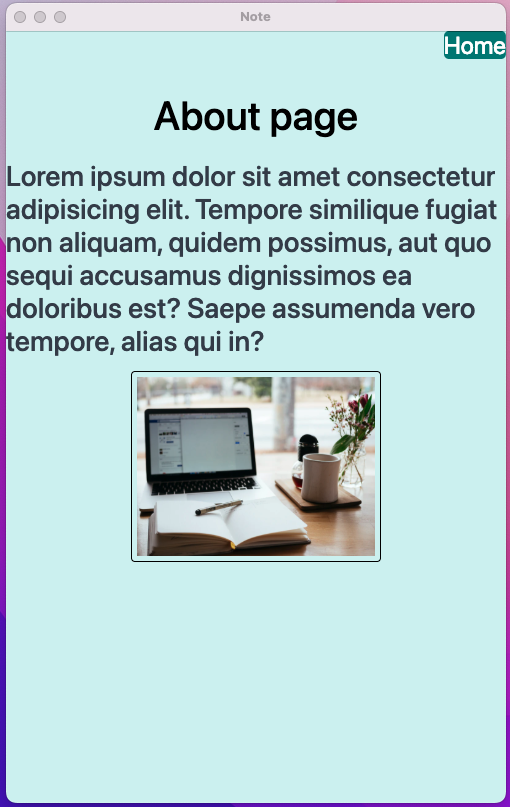 Note
Home
About page
Lorem ipsum dolor sit amet consectetur
adipisicing elit. Tempore similique fugiat
non aliquam, quidem possimus, aut quo
sequi accusamus dignissimos ea
doloribus est? Saepe assumenda vero
tempore, alias qui in?